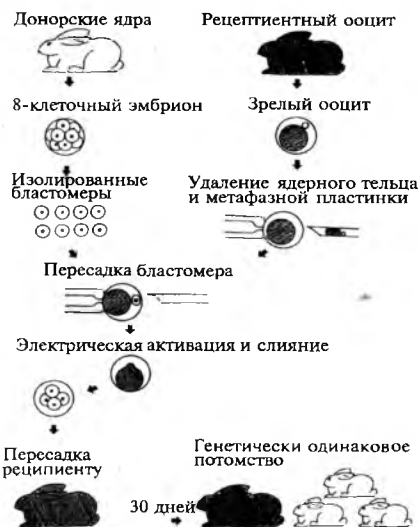 Донорские ядра
Рецептиентный ооцит
8-клеточный эмбрион
Зрелый ооцит
Изолированные
бластомеры
Удаление ядерного тельца
и метафазной пластинки
Пересадка бластомера
Электрическая активация и слияние
Пересадка
реципиенту
Генетически одинаковое
потомство
30 дней